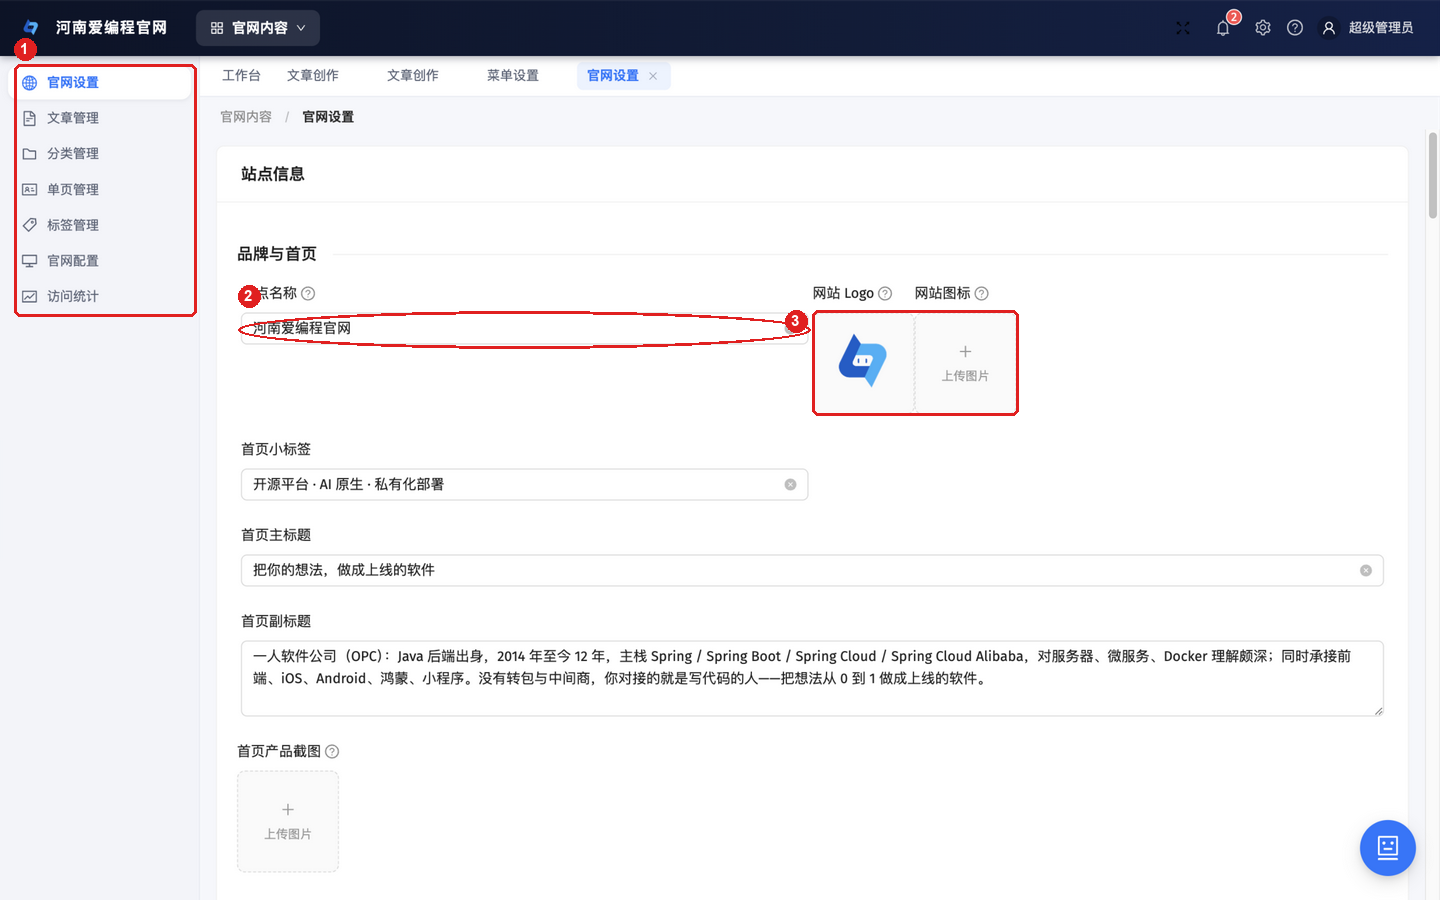 河南爱编程官网
官网内容
2
超级管理员
1
官网设置
文章管理
分类管理
单页管理
标签管理
官网配置
访问统计
工作台
文章创作
文章创作
菜单设置
官网设置
官网内容 / 官网设置
站点信息
品牌与首页
2
点名称
河南爱编程官网
3
网站 Logo
网站图标
上传图片
首页小标签
开源平台 · AI 原生 · 私有化部署
首页主标题
把你的想法，做成上线的软件
首页副标题
一人软件公司（OPC）：Java 后端出身，2014 年至今 12 年，主栈 Spring / Spring Boot / Spring Cloud / Spring Cloud Alibaba，对服务器、微服务、Docker 理解颇深；同时承接前
端、iOS、Android、鸿蒙、小程序。没有转包与中间商，你对接的就是写代码的人——把想法从 0 到 1 做成上线的软件。
首页产品截图
上传图片